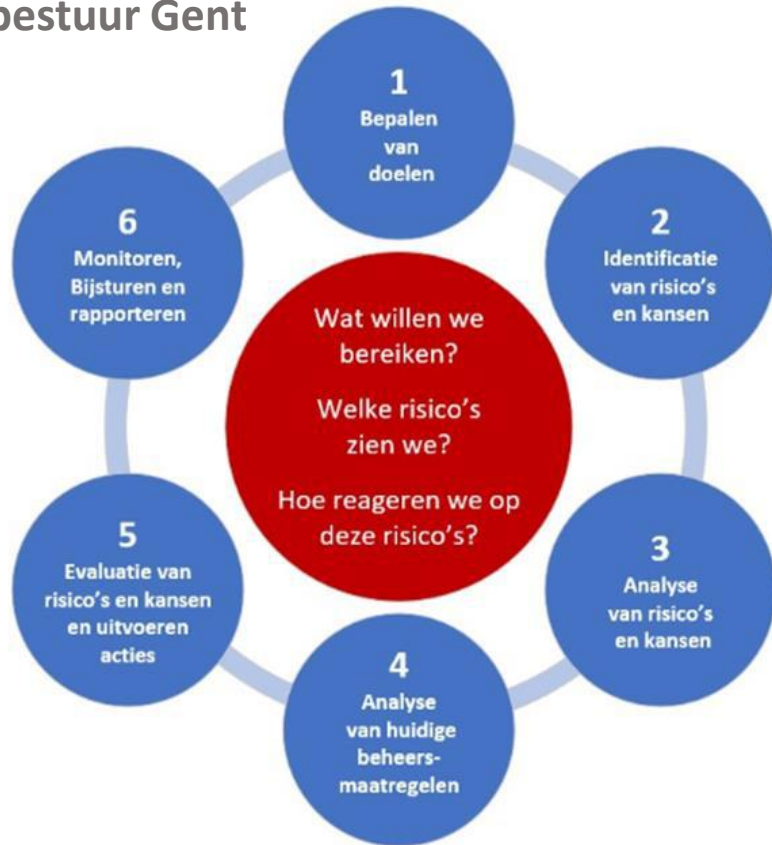 bestuur Gent
1
Bepalen
van
doelen
2
Identificatie
van risico's
en kansen
3
Analyse
van risico's
en kansen
4
Analyse
van huidige
beheers-
maatregelen
5
Evaluatie van
risico's en kansen
en uitvoeren
acties
6
Monitoren,
Bijsturen en
rapporteren
Wat willen we
bereiken?
Welke risico's
zien we?
Hoe reageren we op
deze risico's?